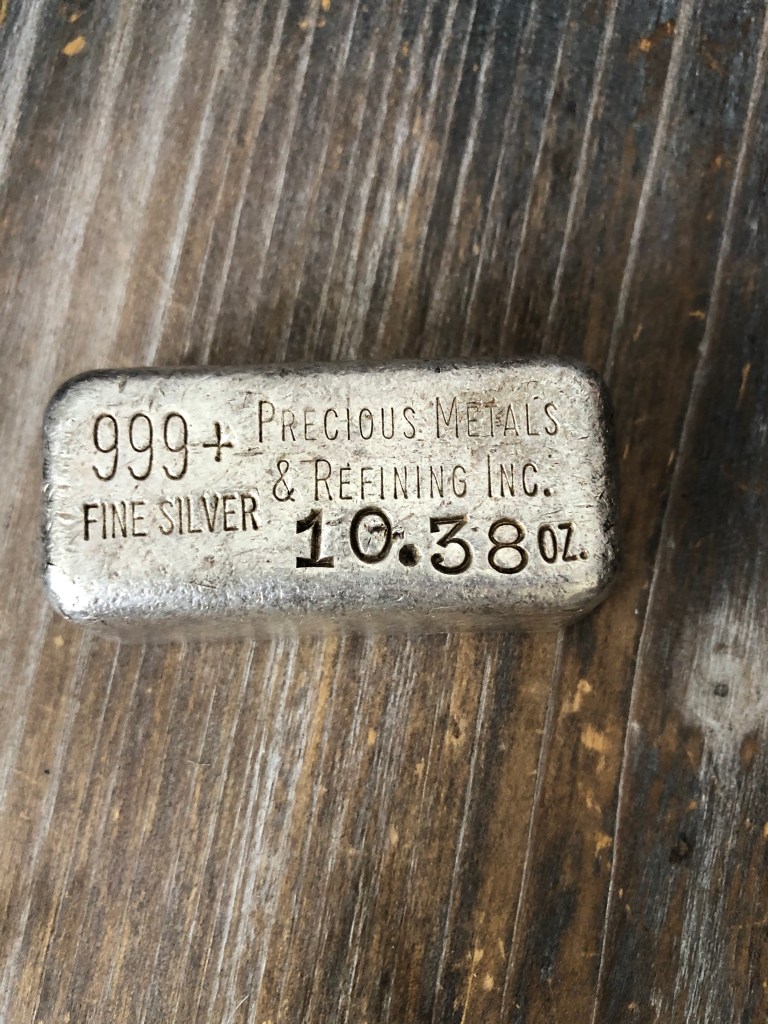 999+ PRECIOUS METALS
& REFINING INC.
FINE SILVER
10.38 OZ.